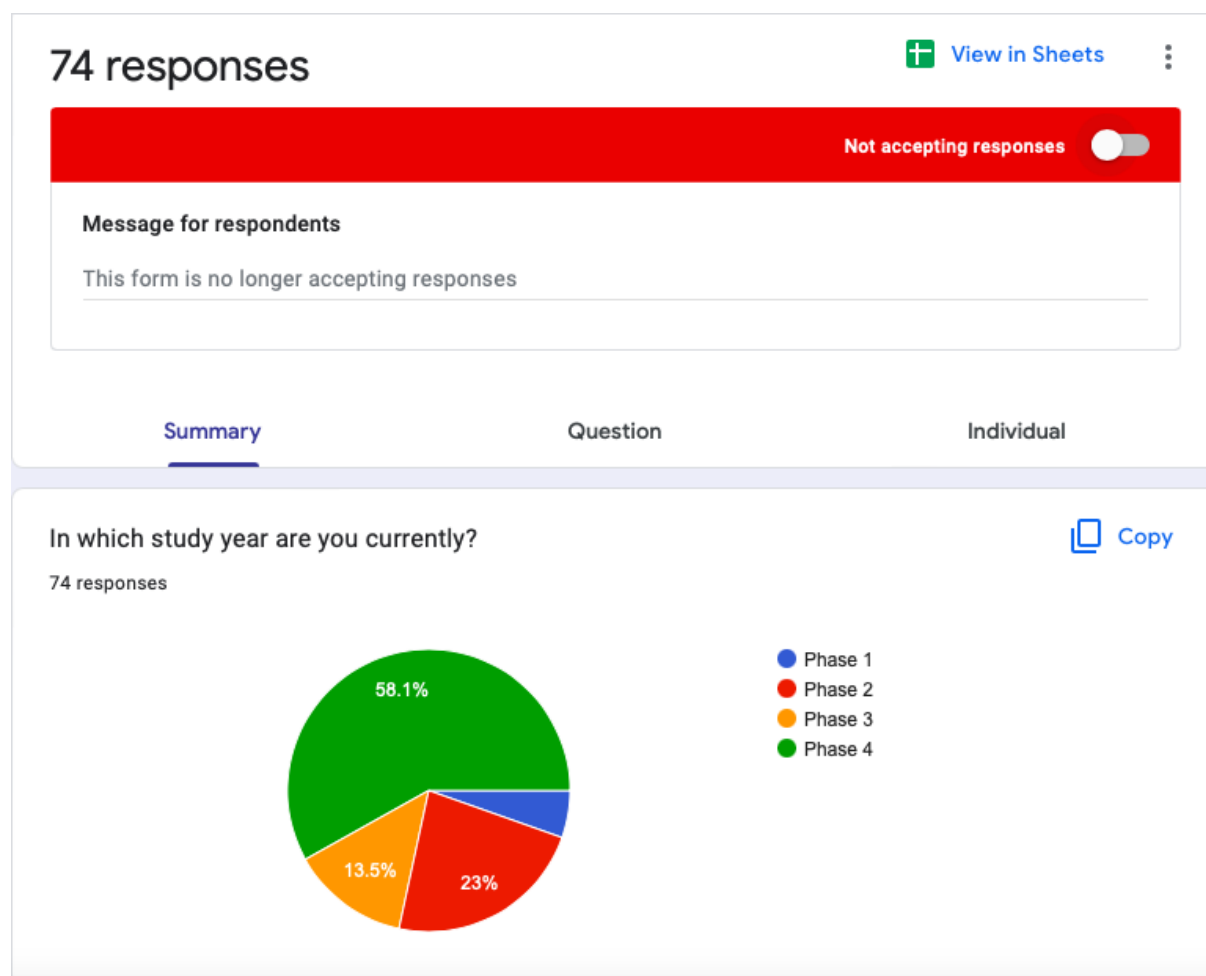 74 responses
View in Sheets
Not accepting responses
Message for respondents
This form is no longer accepting responses
Summary
Question
Individual
In which study year are you currently?
Copy
74 responses
58.1%
13.5%
23%
Phase 1
Phase 2
Phase 3
Phase 4